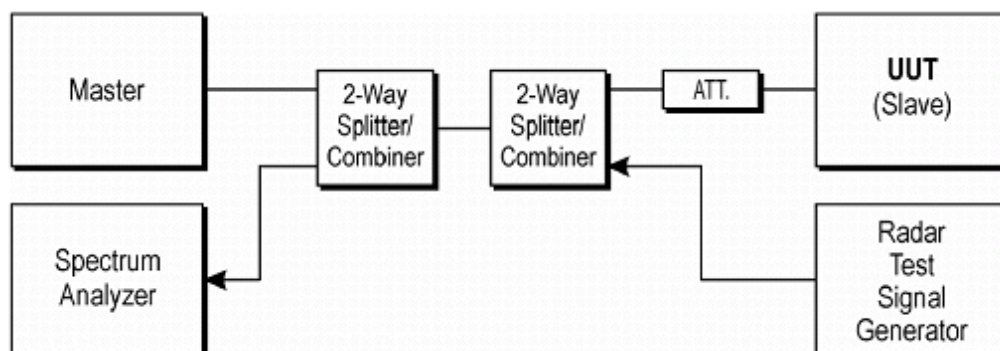 Master
2-Way
Splitter/
Combiner
2-Way
Splitter/
Combiner
ATT.
UUT
(Slave)
Spectrum
Analyzer
Radar
Test
Signal
Generator